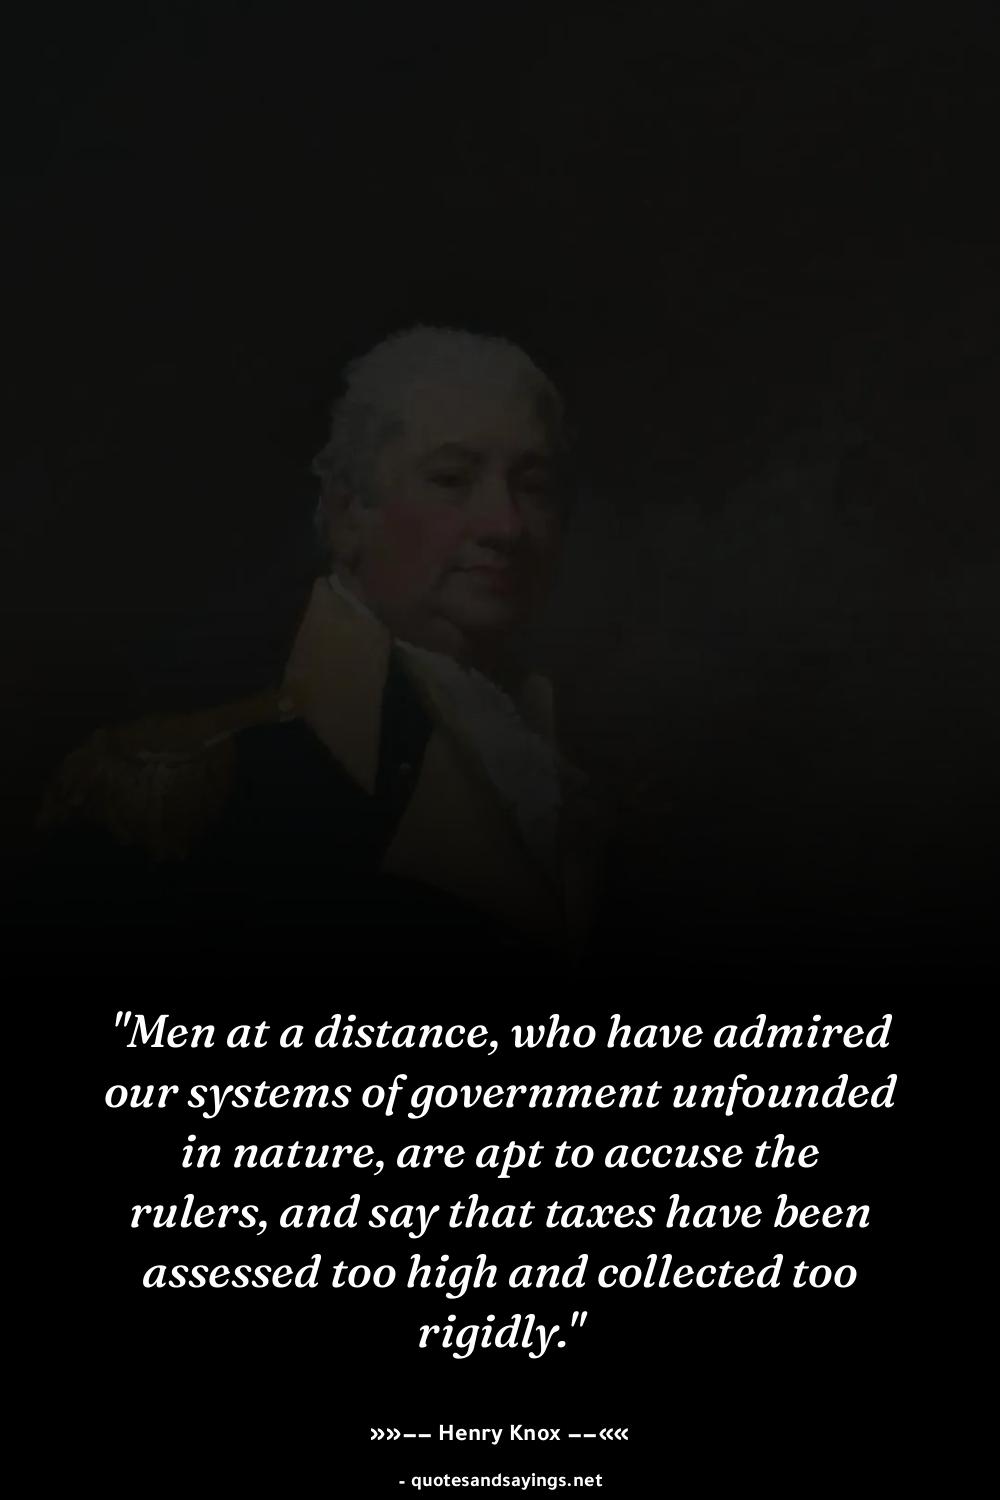 "Men at a distance, who have admired
our systems of government unfounded
in nature, are apt to accuse the
rulers, and say that taxes have been
assessed too high and collected too
rigidly."
»»−− Henry Knox −−««
- quotesandsayings.net